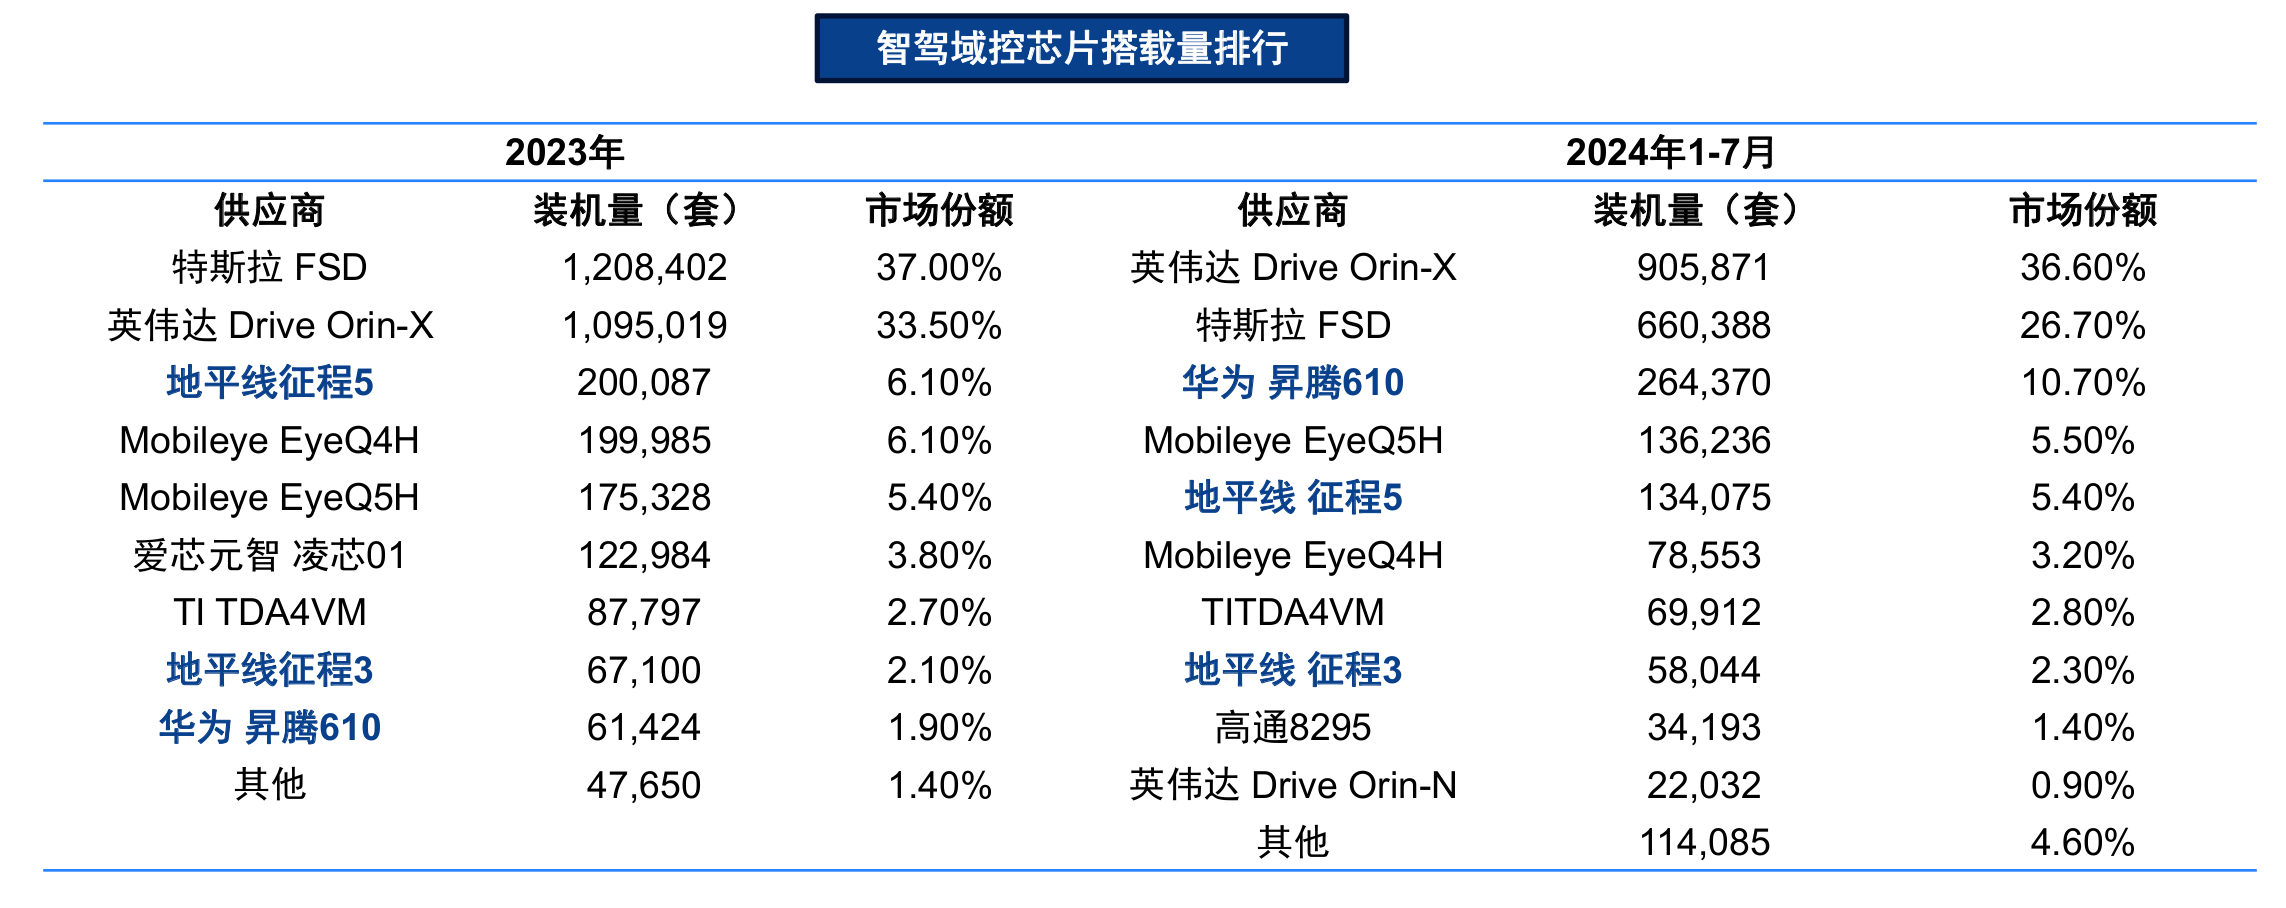 智驾域控芯片搭载量排行
2023年 2024年1-7月
供应商 装机量（套） 市场份额 供应商 装机量（套） 市场份额
特斯拉 FSD 1,208,402 37.00% 英伟达 Drive Orin-X 905,871 36.60%
英伟达 Drive Orin-X 1,095,019 33.50% 特斯拉 FSD 660,388 26.70%
地平线征程5 200,087 6.10% 华为 昇腾610 264,370 10.70%
Mobileye EyeQ4H 199,985 6.10% Mobileye EyeQ5H 136,236 5.50%
Mobileye EyeQ5H 175,328 5.40% 地平线 征程5 134,075 5.40%
爱芯元智 凌芯01 122,984 3.80% Mobileye EyeQ4H 78,553 3.20%
TI TDA4VM 87,797 2.70% TITDA4VM 69,912 2.80%
地平线征程3 67,100 2.10% 地平线 征程3 58,044 2.30%
华为 昇腾610 61,424 1.90% 高通8295 34,193 1.40%
其他 47,650 1.40% 英伟达 Drive Orin-N 22,032 0.90%
其他 114,085 4.60%